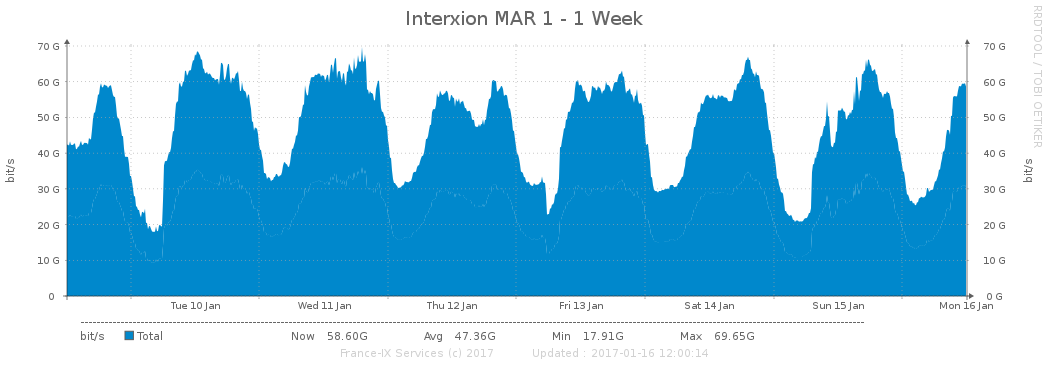 Interxion MAR 1 - 1 Week
RRDTOOL / TOBI OETIKER
bit/s
bit/s
70 G 70 G
60 G 60 G
50 G 50 G
40 G 40 G
30 G 30 G
20 G 20 G
10 G 10 G
0 0 G
Tue 10 Jan Wed 11 Jan Thu 12 Jan Fri 13 Jan Sat 14 Jan Sun 15 Jan Mon 16 Jan
bit/s Total Now 58.60G Avg 47.36G Min 17.91G Max 69.65G
France-IX Services (c) 2017 Updated : 2017-01-16 12:00:14